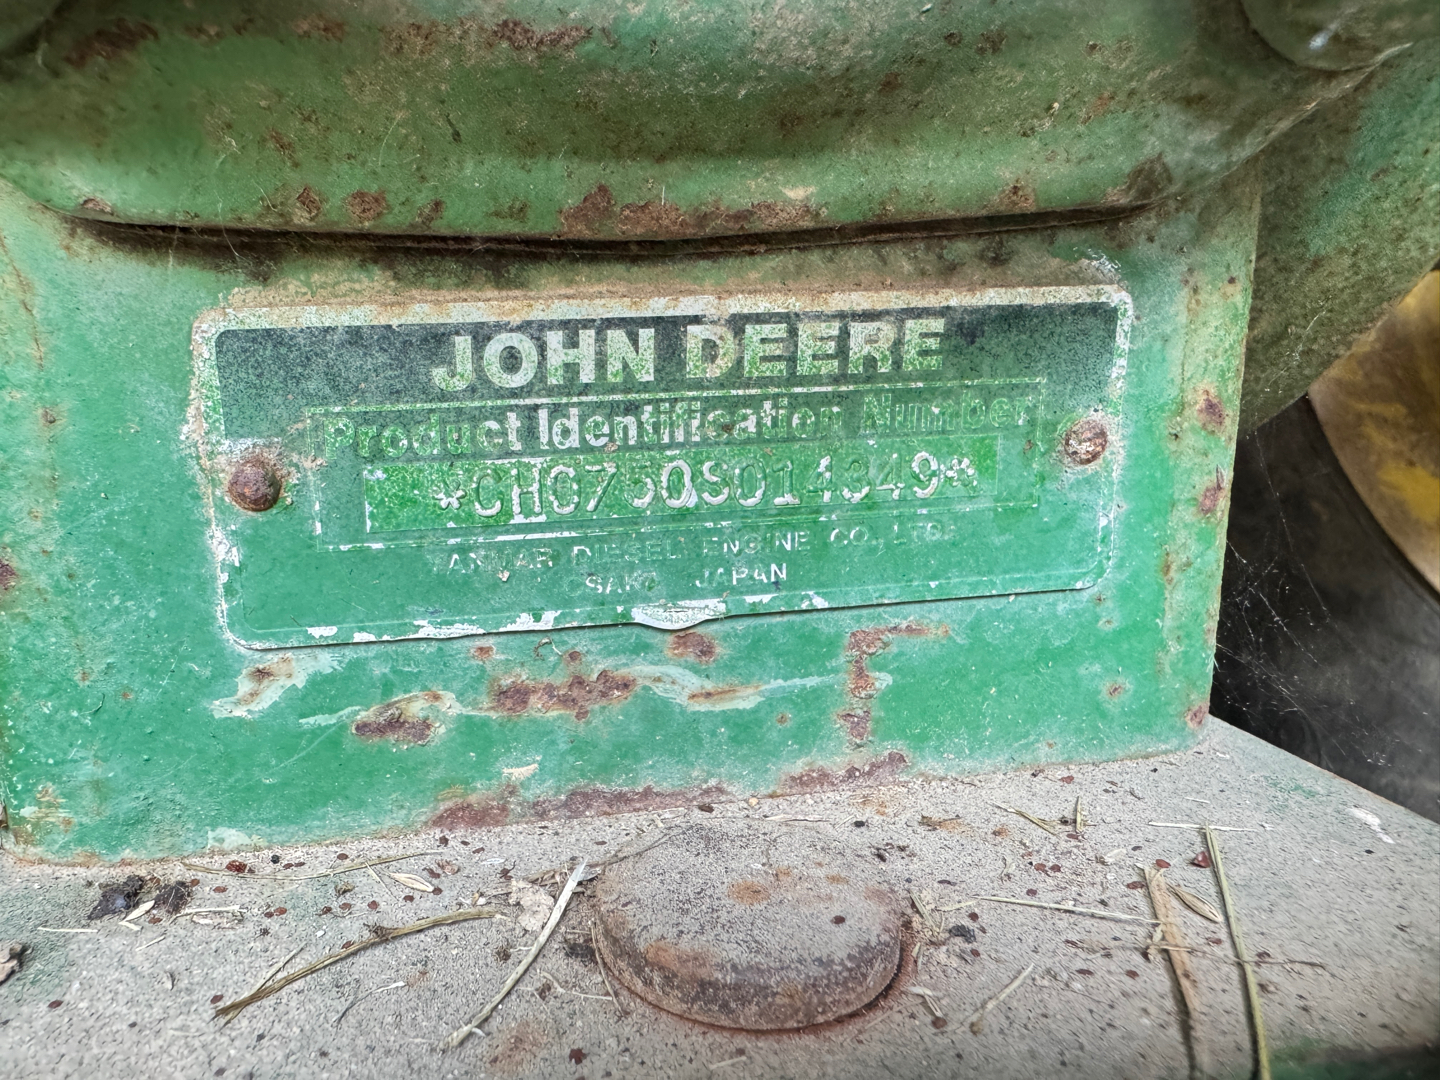 JOHN DEERE
Product Identification Number
*CH0750S014349*
YANMAR DIESEL ENGINE CO., LTD.
OSAKA JAPAN